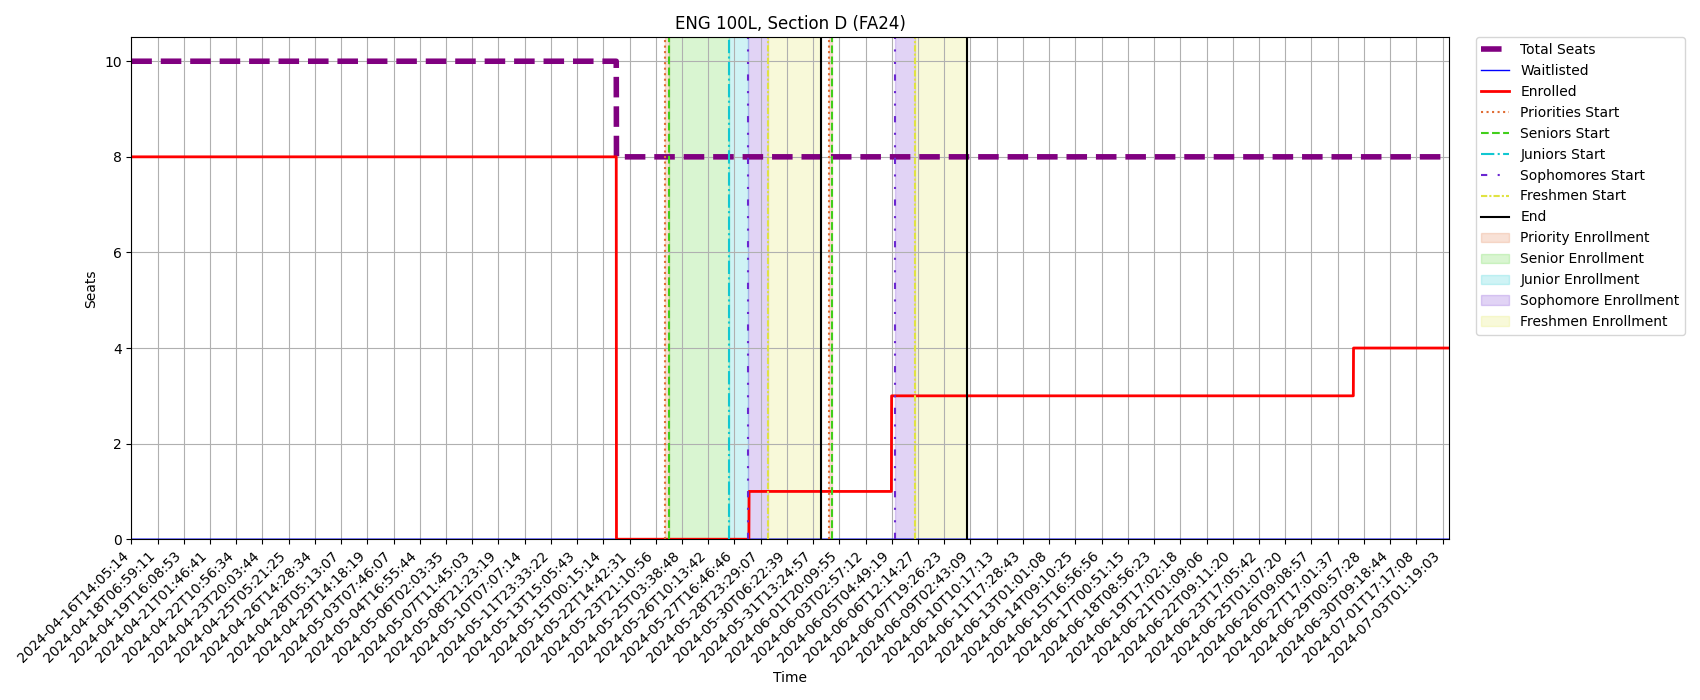 ENG 100L, Section D (FA24)
Total Seats
Waitlisted
Enrolled
Priorities Start
Seniors Start
Juniors Start
Sophomores Start
Freshmen Start
End
Priority Enrollment
Senior Enrollment
Junior Enrollment
Sophomore Enrollment
Freshmen Enrollment
Seats
10
8
6
4
2
0
2024-04-16T14:05:14
2024-04-18T06:59:11
2024-04-19T16:08:53
2024-04-21T01:46:41
2024-04-22T10:56:34
2024-04-23T20:03:44
2024-04-25T05:21:25
2024-04-26T14:28:34
2024-04-28T05:13:07
2024-04-29T14:18:19
2024-05-03T07:46:07
2024-05-04T16:55:44
2024-05-06T02:03:35
2024-05-07T11:45:03
2024-05-08T21:23:19
2024-05-10T07:07:14
2024-05-11T23:33:22
2024-05-13T15:05:43
2024-05-15T00:15:14
2024-05-22T14:42:31
2024-05-23T21:10:56
2024-05-25T03:38:48
2024-05-26T10:13:42
2024-05-27T16:46:46
2024-05-28T23:29:07
2024-05-30T06:22:39
2024-05-31T13:24:57
2024-06-01T20:09:55
2024-06-03T02:57:12
2024-06-05T04:49:19
2024-06-06T12:14:27
2024-06-07T19:26:23
2024-06-09T02:43:09
2024-06-10T10:17:13
2024-06-11T17:28:43
2024-06-13T01:01:08
2024-06-14T09:10:25
2024-06-15T16:56:56
2024-06-17T00:51:15
2024-06-18T08:56:23
2024-06-19T17:02:18
2024-06-21T01:09:06
2024-06-22T09:11:20
2024-06-23T17:05:42
2024-06-25T01:07:20
2024-06-26T09:08:57
2024-06-27T17:01:37
2024-06-29T00:57:28
2024-06-30T09:18:44
2024-07-01T17:17:08
2024-07-03T01:19:03
Time